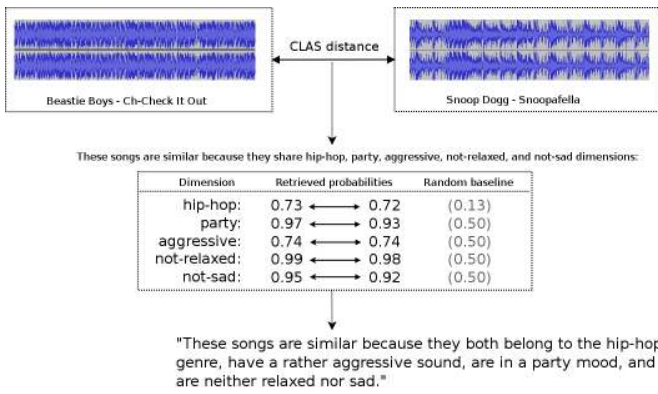 CLAS distance
Beastie Boys - Ch-Check It Out
Snoop Dogg - Snoopafella
These songs are similar because they share hip-hop, party, aggressive, not-relaxed, and not-sad dimensions:
Dimension Retrieved probabilities Random baseline
hip-hop: 0.73 0.72 (0.13)
party: 0.97 0.93 (0.50)
aggressive: 0.74 0.74 (0.50)
not-relaxed: 0.99 0.98 (0.50)
not-sad: 0.95 0.92 (0.50)
"These songs are similar because they both belong to the hip-hop
genre, have a rather aggressive sound, are in a party mood, and
are neither relaxed nor sad."